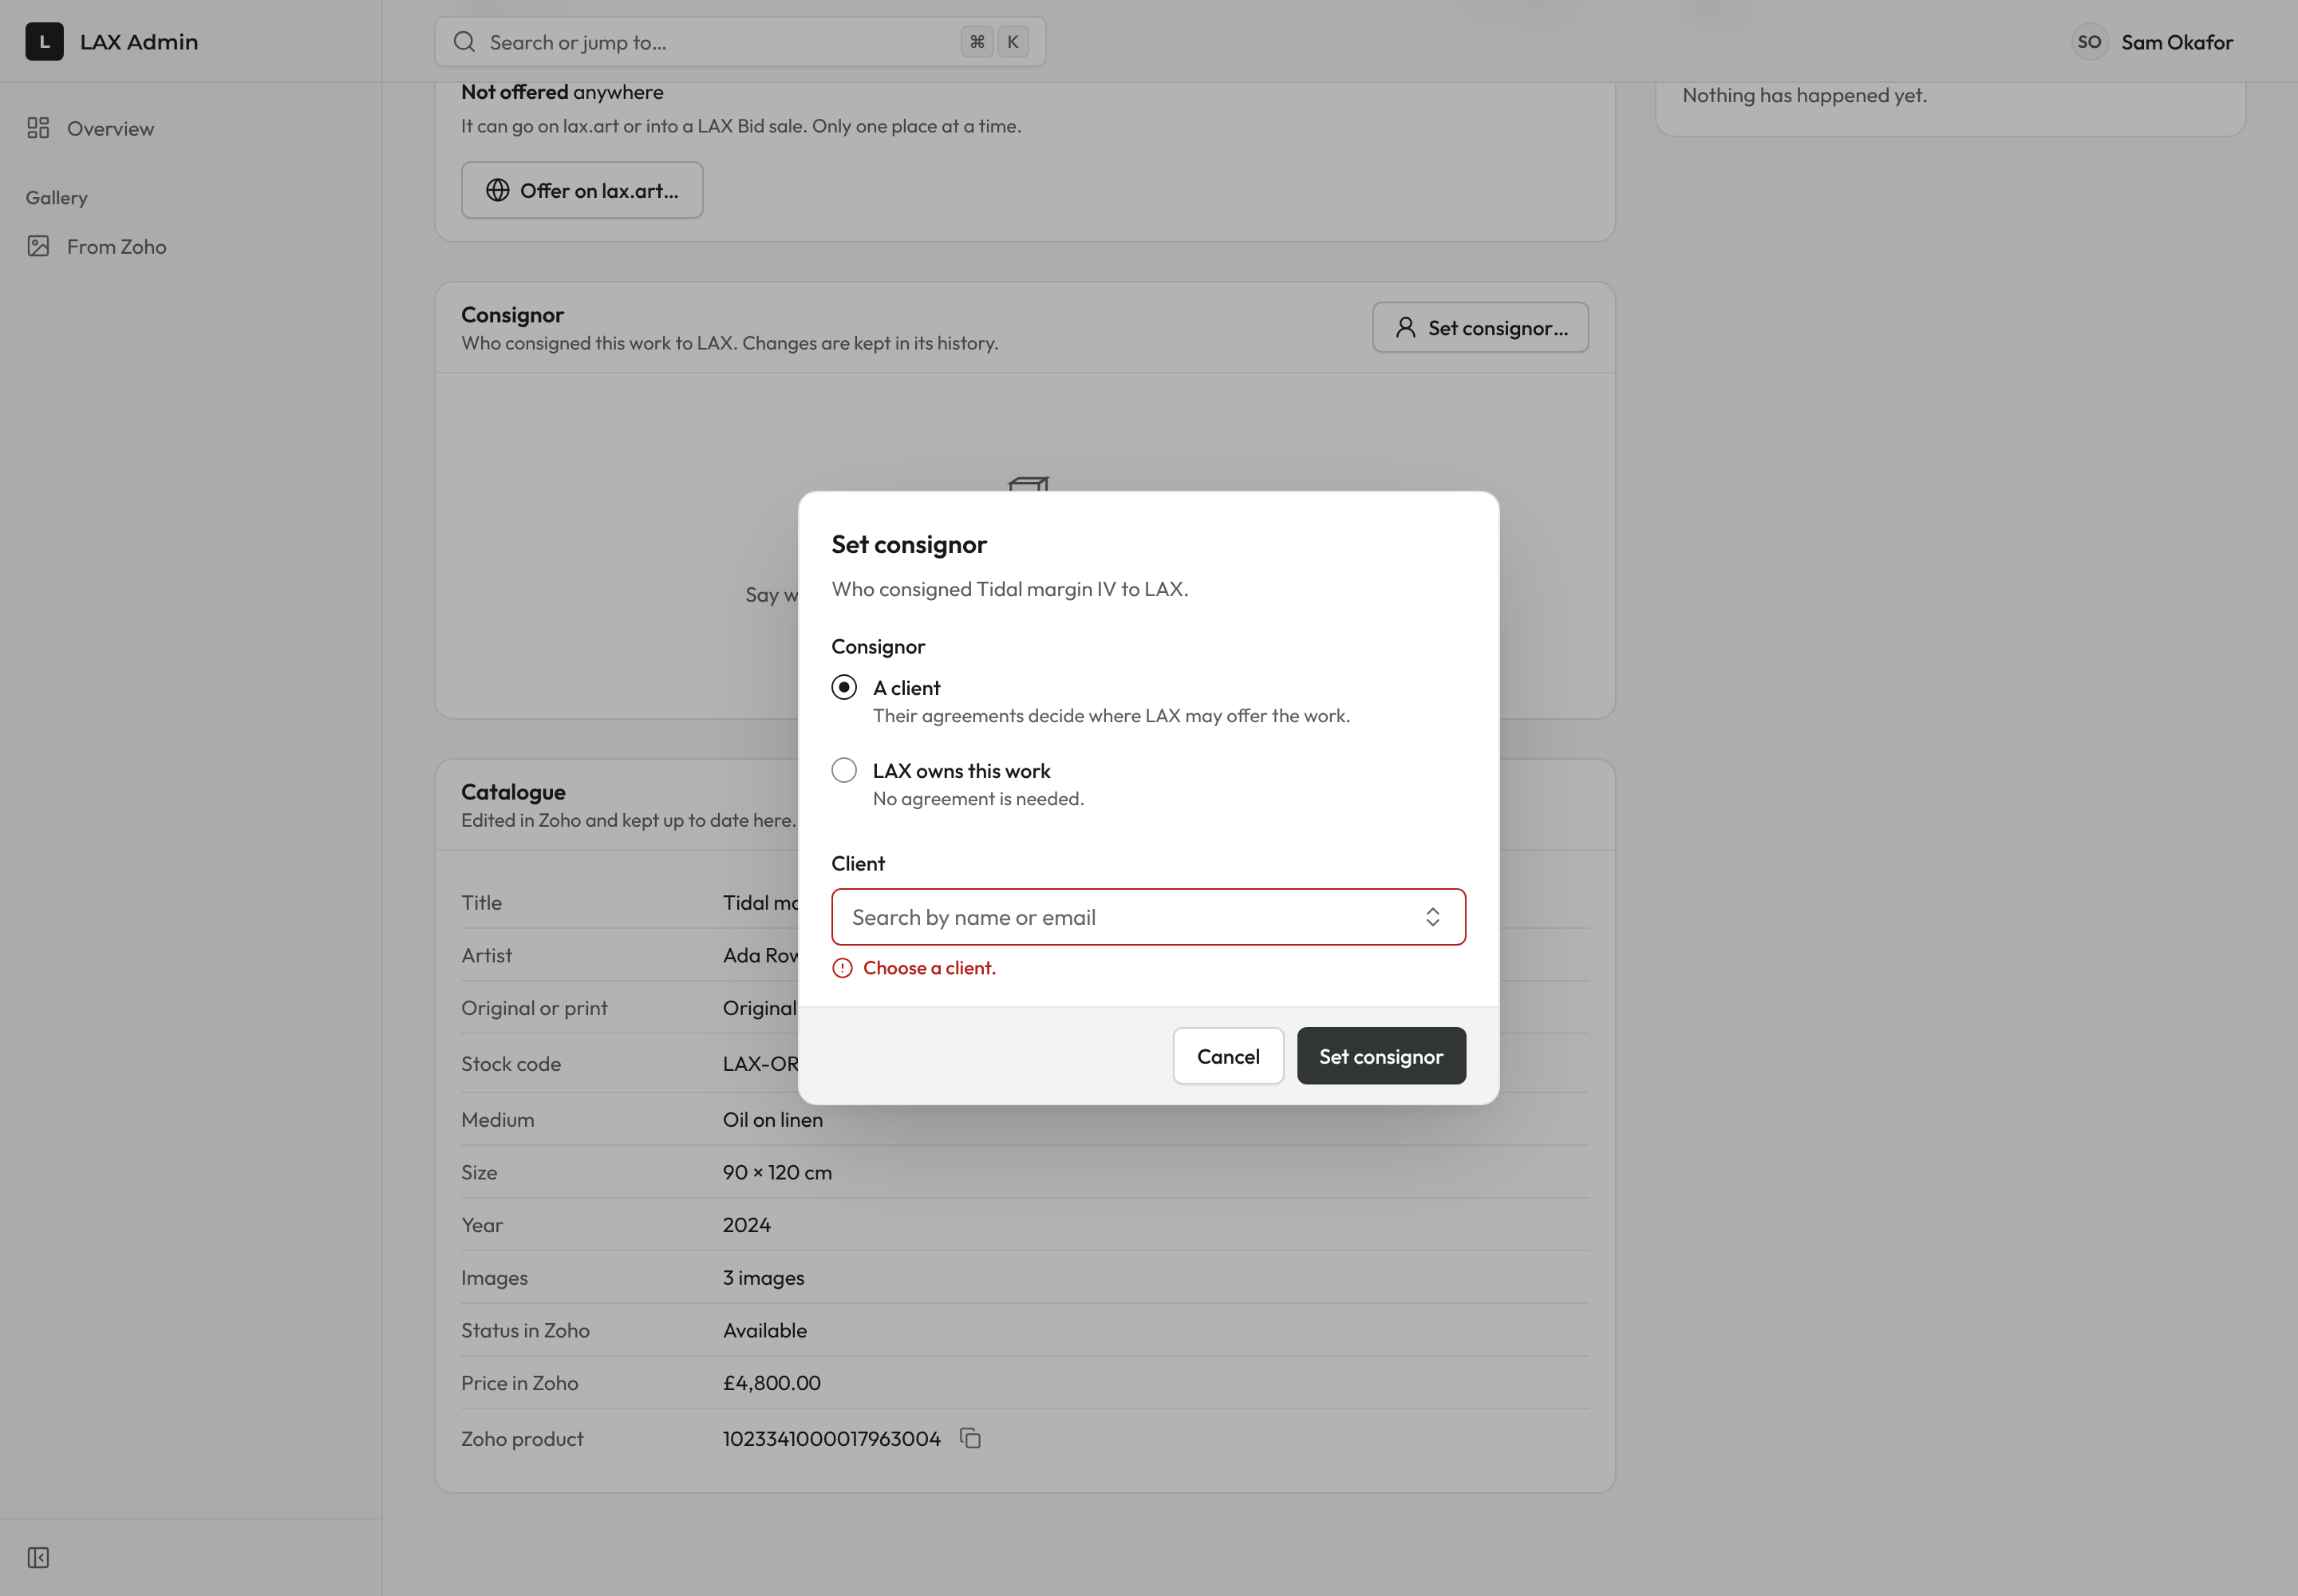 L
LAX Admin
Search or jump to...
⌘ K
SO
Sam Okafor
Overview
Gallery
From Zoho
Not offered anywhere
It can go on lax.art or into a LAX Bid sale. Only one place at a time.
Offer on lax.art...
Nothing has happened yet.
Consignor
Who consigned this work to LAX. Changes are kept in its history.
Set consignor...
Say
Set consignor
Who consigned Tidal margin IV to LAX.
Consignor
A client
Their agreements decide where LAX may offer the work.
LAX owns this work
No agreement is needed.
Client
Search by name or email
Choose a client.
Cancel
Set consignor
Catalogue
Edited in Zoho and kept up to date here.
Title
Tidal
Artist
Ada
Original or print
Original
Stock code
LAX-OR
Medium
Oil on linen
Size
90 × 120 cm
Year
2024
Images
3 images
Status in Zoho
Available
Price in Zoho
£4,800.00
Zoho product
1023341000017963004